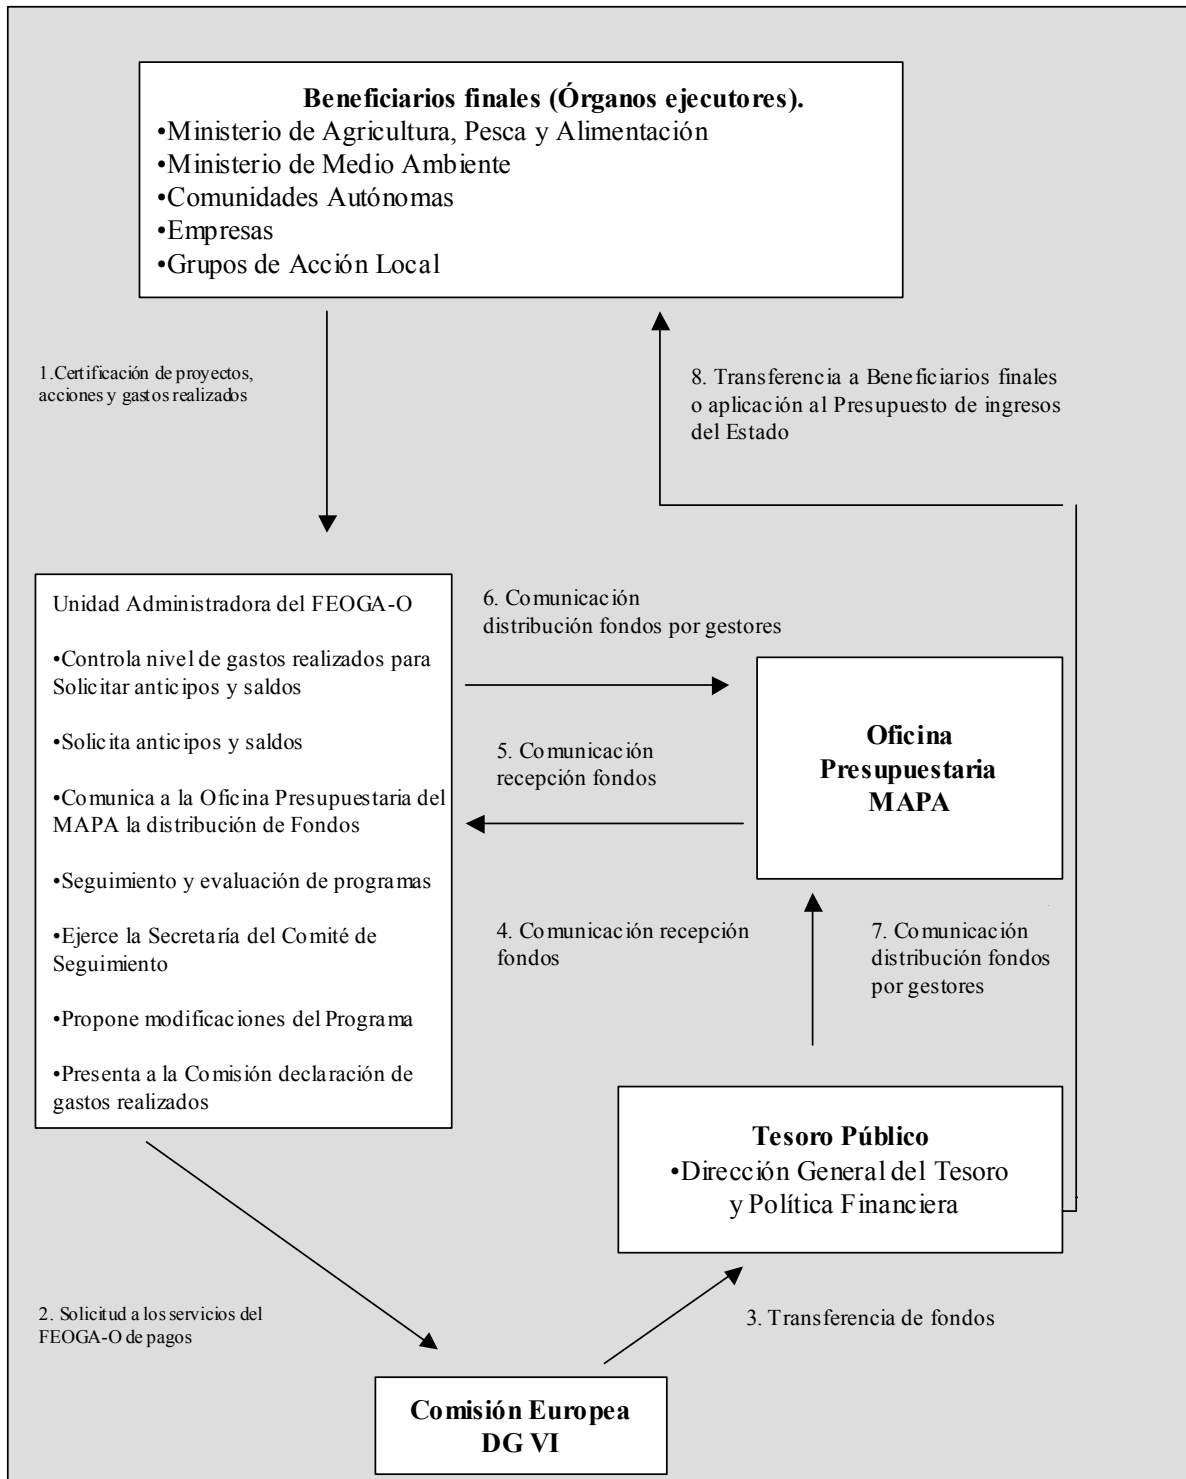 Beneficiarios finales (Órganos ejecutores).
•Ministerio de Agricultura, Pesca y Alimentación
•Ministerio de Medio Ambiente
•Comunidades Autónomas
•Empresas
•Grupos de Acción Local
1.Certificación de proyectos,
acciones y gastos realizados
8. Transferencia a Beneficiarios finales
o aplicación al Presupuesto de ingresos
del Estado
Unidad Administradora del FEOGA-O
•Controla nivel de gastos realizados para
Solicitar anticipos y saldos
•Solicita anticipos y saldos
•Comunica a la Oficina Presupuestaria del
MAPA la distribución de Fondos
•Seguimiento y evaluación de programas
•Ejerce la Secretaría del Comité de
Seguimiento
•Propone modificaciones del Programa
•Presenta a la Comisión declaración de
gastos realizados
6. Comunicación
distribución fondos por gestores
5. Comunicación
recepción fondos
Oficina
Presupuestaria
MAPA
4. Comunicación recepción
fondos
7. Comunicación
distribución fondos
por gestores
Tesoro Público
•Dirección General del Tesoro
y Política Financiera
2. Solicitud a los servicios del
FEOGA-O de pagos
3. Transferencia de fondos
Comisión Europea
DG VI